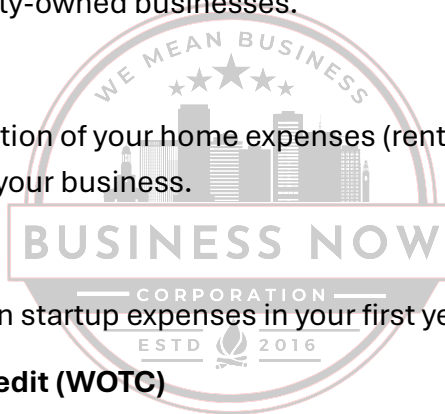 ty-owned businesses.
WE MEAN BUSINESS
tion of your home expenses (rent
your business.
BUSINESS NOW
CORPORATION
n startup expenses in your first ye
ESTD 2016
edit (WOTC)